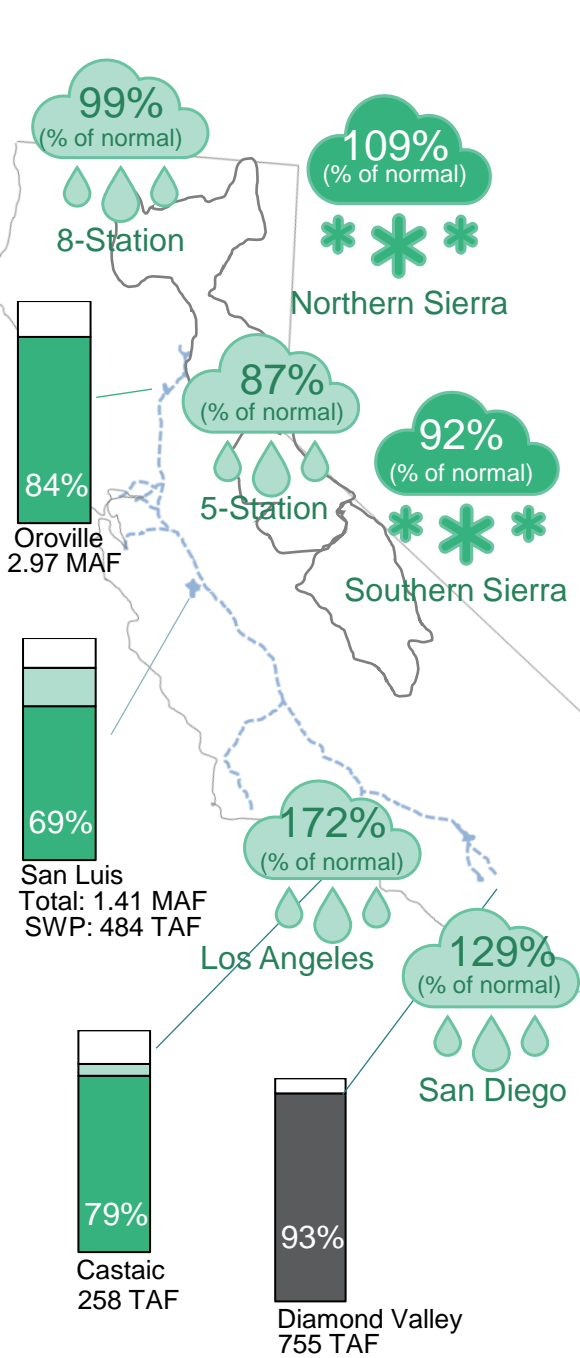 99%
(% of normal)
8-Station
109%
(% of normal)
Northern Sierra
87%
(% of normal)
5-Station
92%
(% of normal)
Southern Sierra
84%
Oroville
2.97 MAF
69%
San Luis
Total: 1.41 MAF
SWP: 484 TAF
172%
(% of normal)
Los Angeles
129%
(% of normal)
San Diego
79%
Castaic
258 TAF
93%
Diamond Valley
755 TAF